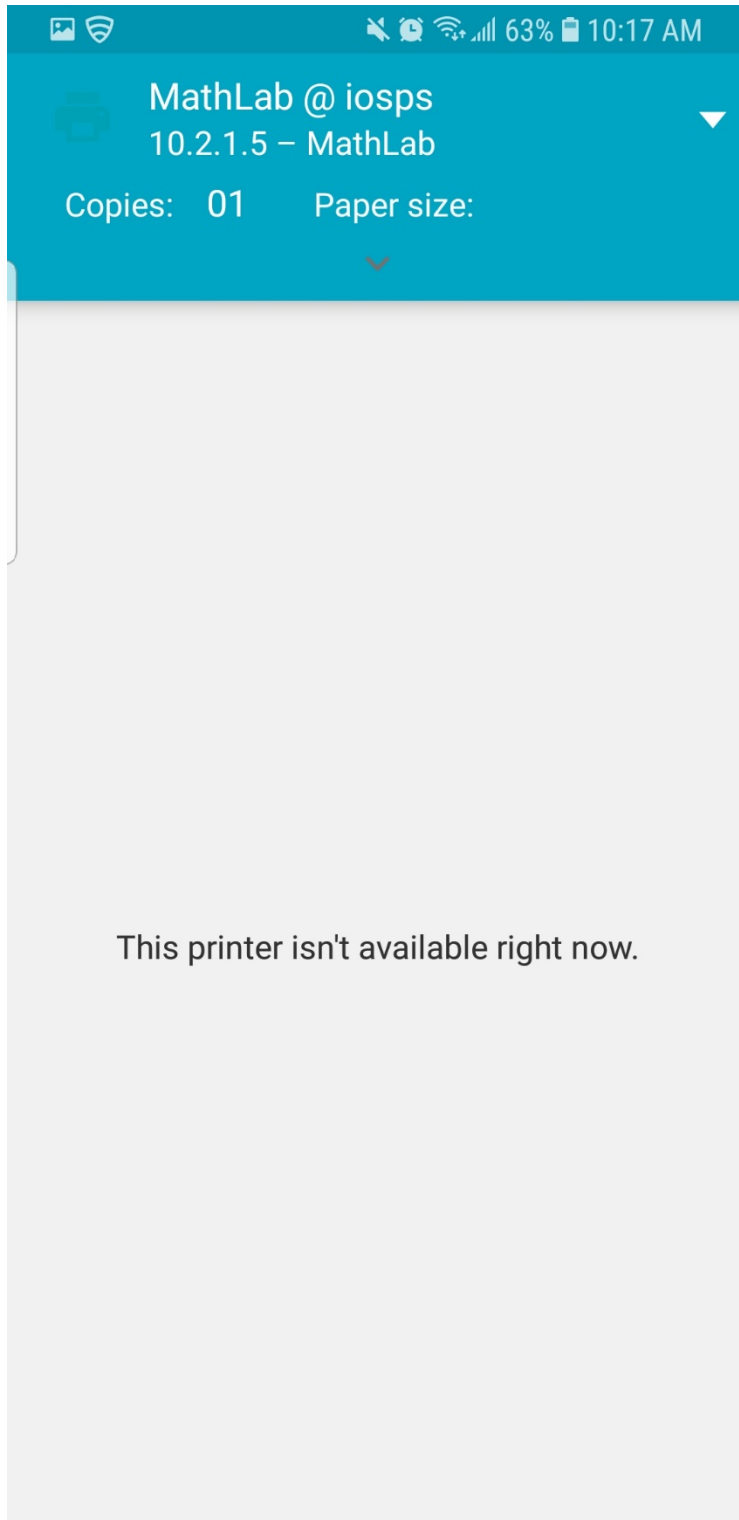 63% 10:17 AM
MathLab @ iosps
10.2.1.5 – MathLab
Copies: 01 Paper size:
This printer isn't available right now.